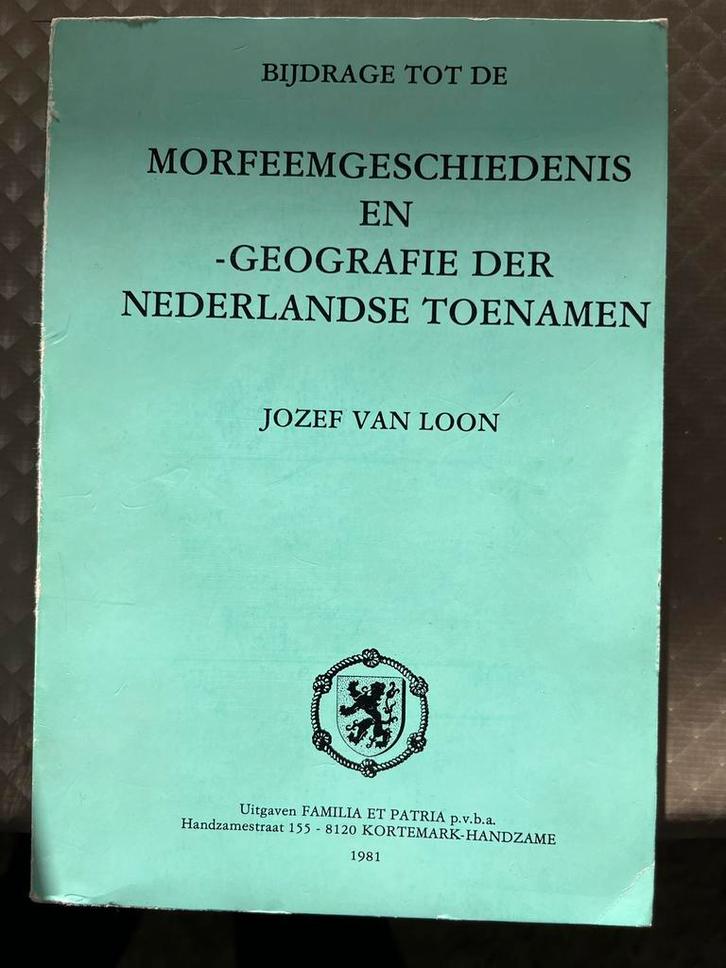 BIJDRAGE TOT DE
MORFEEMGESCHIEDENIS
EN
-GEOGRAFIE DER
NEDERLANDSE TOENAMEN
JOZEF VAN LOON
Uitgaven FAMILIA ET PATRIA p.v.b.a.
Handzamestraat 155 - 8120 KORTEMARK-HANDZAME
1981